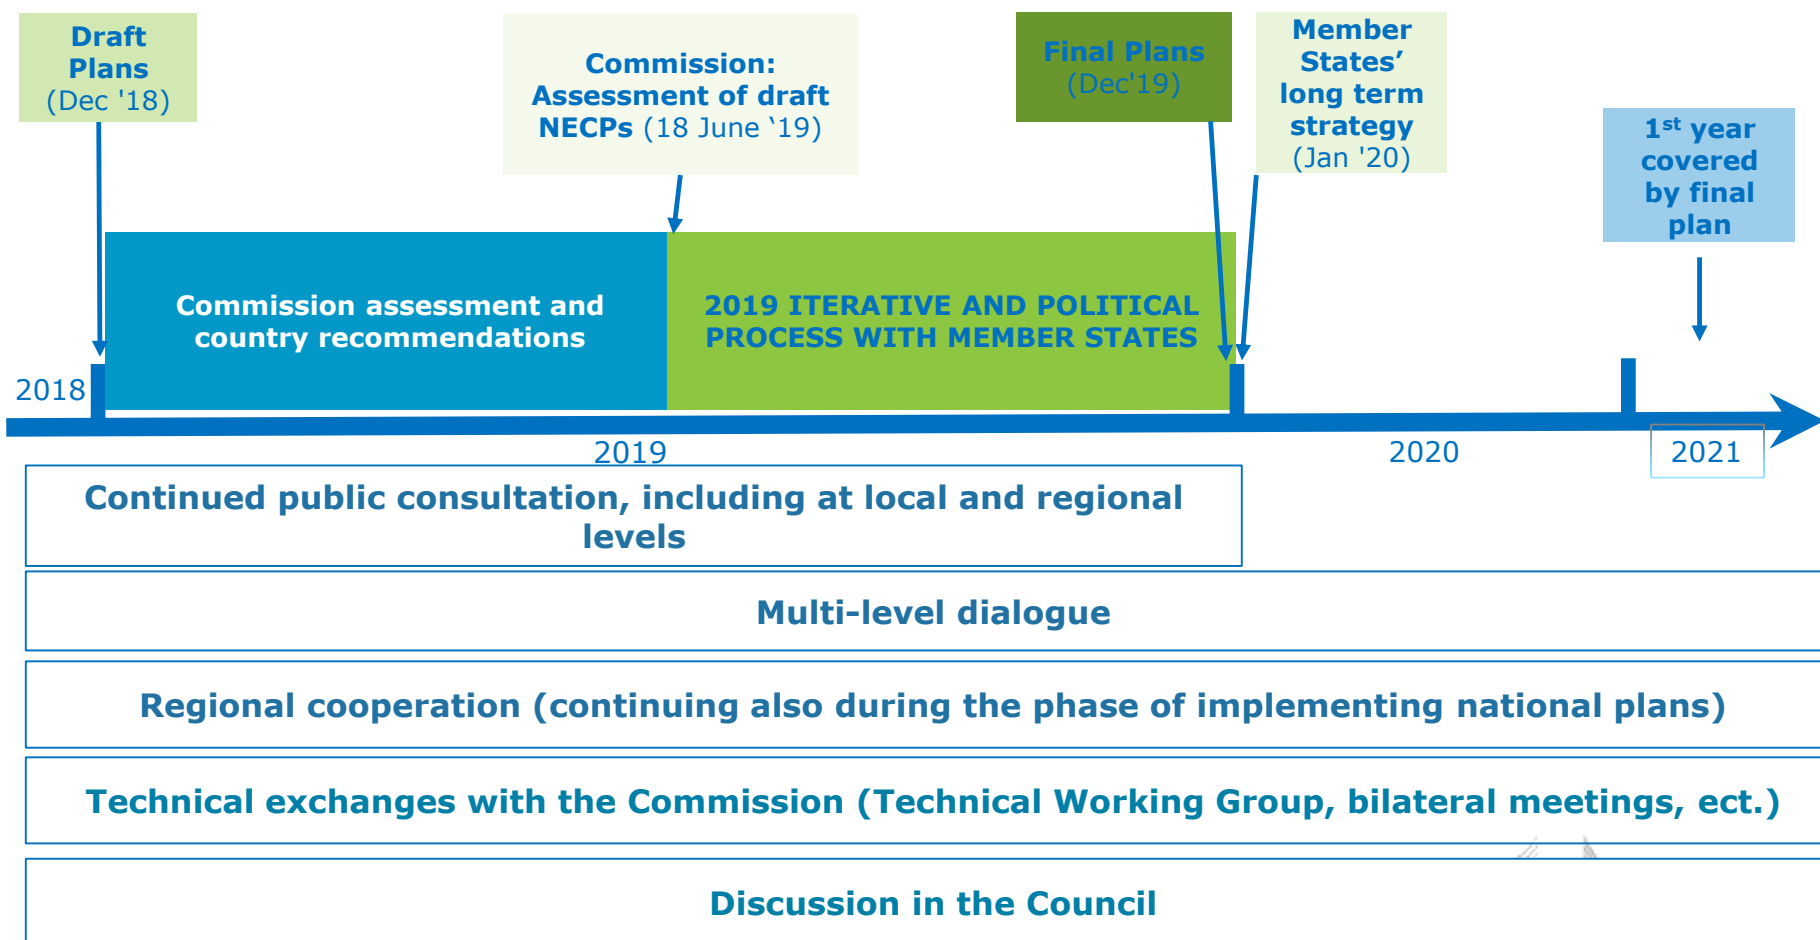 Draft
Plans
(Dec '18)
Commission:
Assessment of draft
NECPs (18 June ‘19)
Final Plans
(Dec'19)
Member
States’
long term
strategy
(Jan '20)
1st year
covered
by final
plan
Commission assessment and
country recommendations
2019 ITERATIVE AND POLITICAL
PROCESS WITH MEMBER STATES
2018
2019
2020
2021
Continued public consultation, including at local and regional
levels
Multi-level dialogue
Regional cooperation (continuing also during the phase of implementing national plans)
Technical exchanges with the Commission (Technical Working Group, bilateral meetings, ect.)
Discussion in the Council